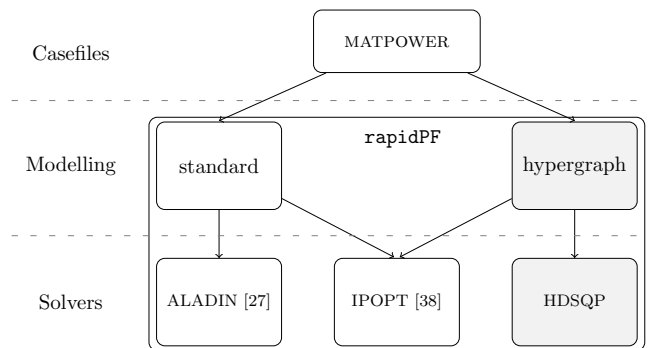 MATPOWER
Casefiles
rapidPF
Modelling
standard
hypergraph
Solvers
ALADIN [27]
IPOPT [38]
HDSQP